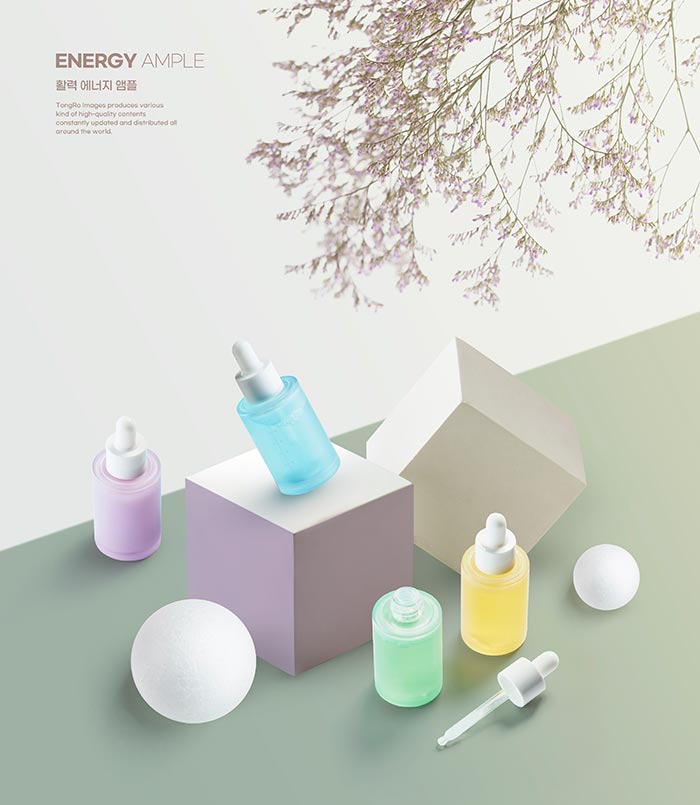 ENERGY AMPLE
활력 에너지 앰플
TongRo Images produces various
kind of high-quality contents
constantly updated and distributed all
around the world.